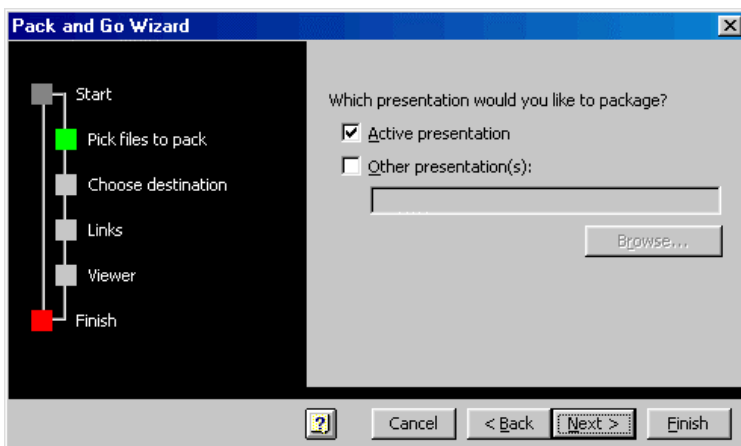 Pack and Go Wizard
Start
Pick files to pack
Choose destination
Links
Viewer
Finish
Which presentation would you like to package?
Active presentation
Other presentation(s):
Browse...
? Cancel < Back Next > Finish